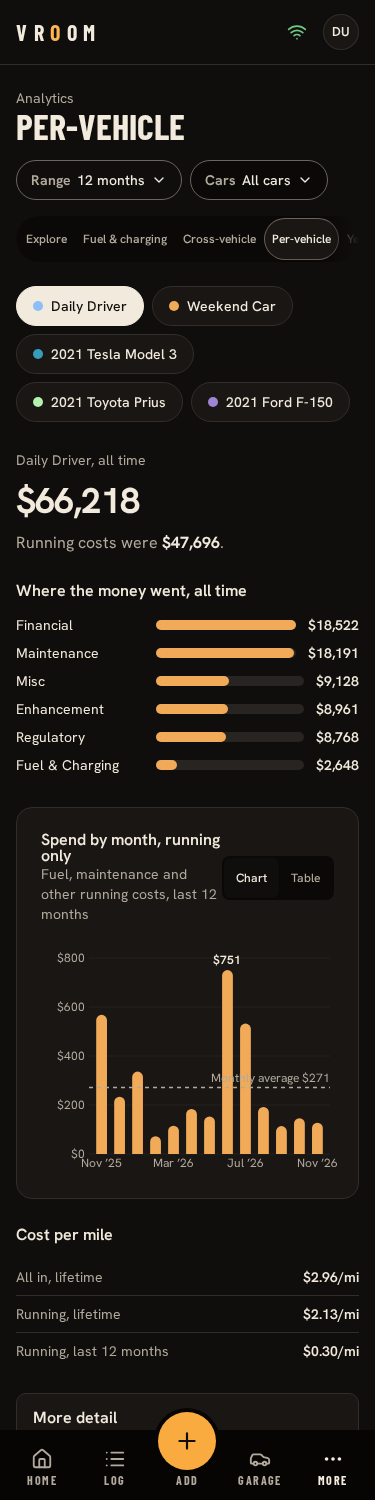 VROOM
DU
Analytics
PER-VEHICLE
Range 12 months
Cars All cars
Explore Fuel & charging Cross-vehicle Per-vehicle
Daily Driver
Weekend Car
2021 Tesla Model 3
2021 Toyota Prius
2021 Ford F-150
Daily Driver, all time
$66,218
Running costs were $47,696.
Where the money went, all time
Financial $18,522
Maintenance $18,191
Misc $9,128
Enhancement $8,961
Regulatory $8,768
Fuel & Charging $2,648
Spend by month, running
only
Fuel, maintenance and
other running costs, last 12
months
Chart
Table
$800
$751
$600
$400
Monthly average $271
$200
$0
Nov '25 Mar '26 Jul '26 Nov '26
Cost per mile
All in, lifetime $2.96/mi
Running, lifetime $2.13/mi
Running, last 12 months $0.30/mi
More detail
HOME LOG ADD GARAGE MORE